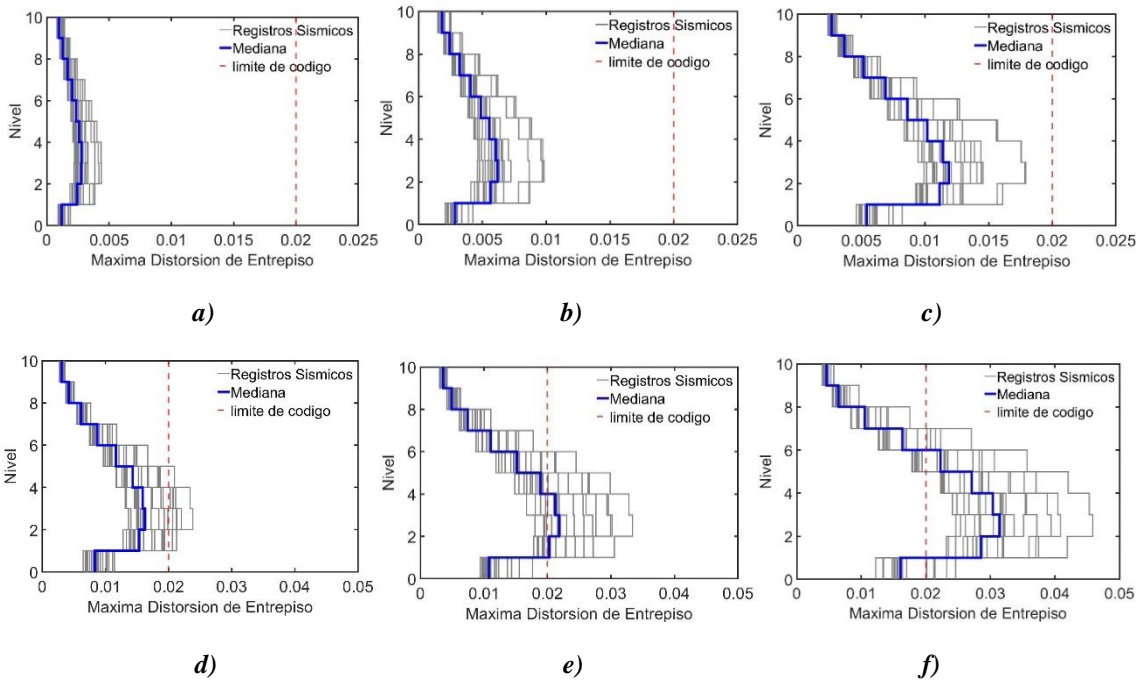 10
8
6
4
2
0
Nivel
Registros Sismicos
Mediana
limite de codigo
0
0.005
0.01
0.015
0.02
0.025
Maxima Distorsion de Entrepiso
a)
10
8
6
4
2
0
Nivel
Registros Sismicos
Mediana
limite de codigo
0
0.005
0.01
0.015
0.02
0.025
Maxima Distorsion de Entrepiso
b)
10
8
6
4
2
0
Nivel
Registros Sismicos
Mediana
limite de codigo
0
0.005
0.01
0.015
0.02
0.025
Maxima Distorsion de Entrepiso
c)
10
8
6
4
2
0
Nivel
Registros Sismicos
Mediana
limite de codigo
0
0.01
0.02
0.03
0.04
0.05
Maxima Distorsion de Entrepiso
d)
10
8
6
4
2
0
Nivel
Registros Sismicos
Mediana
limite de codigo
0
0.01
0.02
0.03
0.04
0.05
Maxima Distorsion de Entrepiso
e)
10
8
6
4
2
0
Nivel
Registros Sismicos
Mediana
limite de codigo
0
0.01
0.02
0.03
0.04
0.05
Maxima Distorsion de Entrepiso
f)